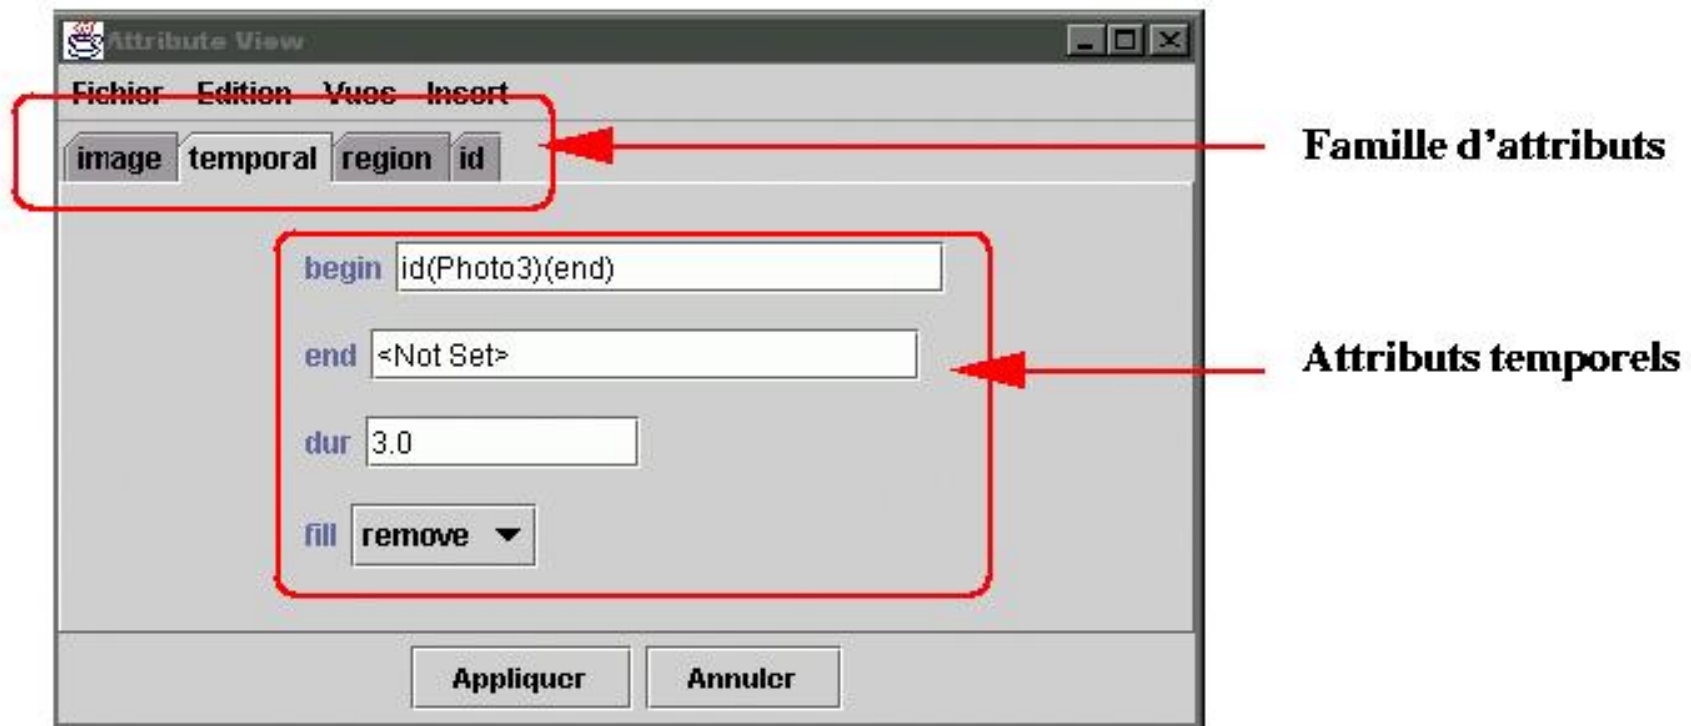 Attribute View
Fichier Edition Vues Insert
image temporal region id
Famille d'attributs
begin id(Photo3)(end)
end <Not Set>
Attributs temporels
dur 3.0
fill remove
Appliquer Annuler